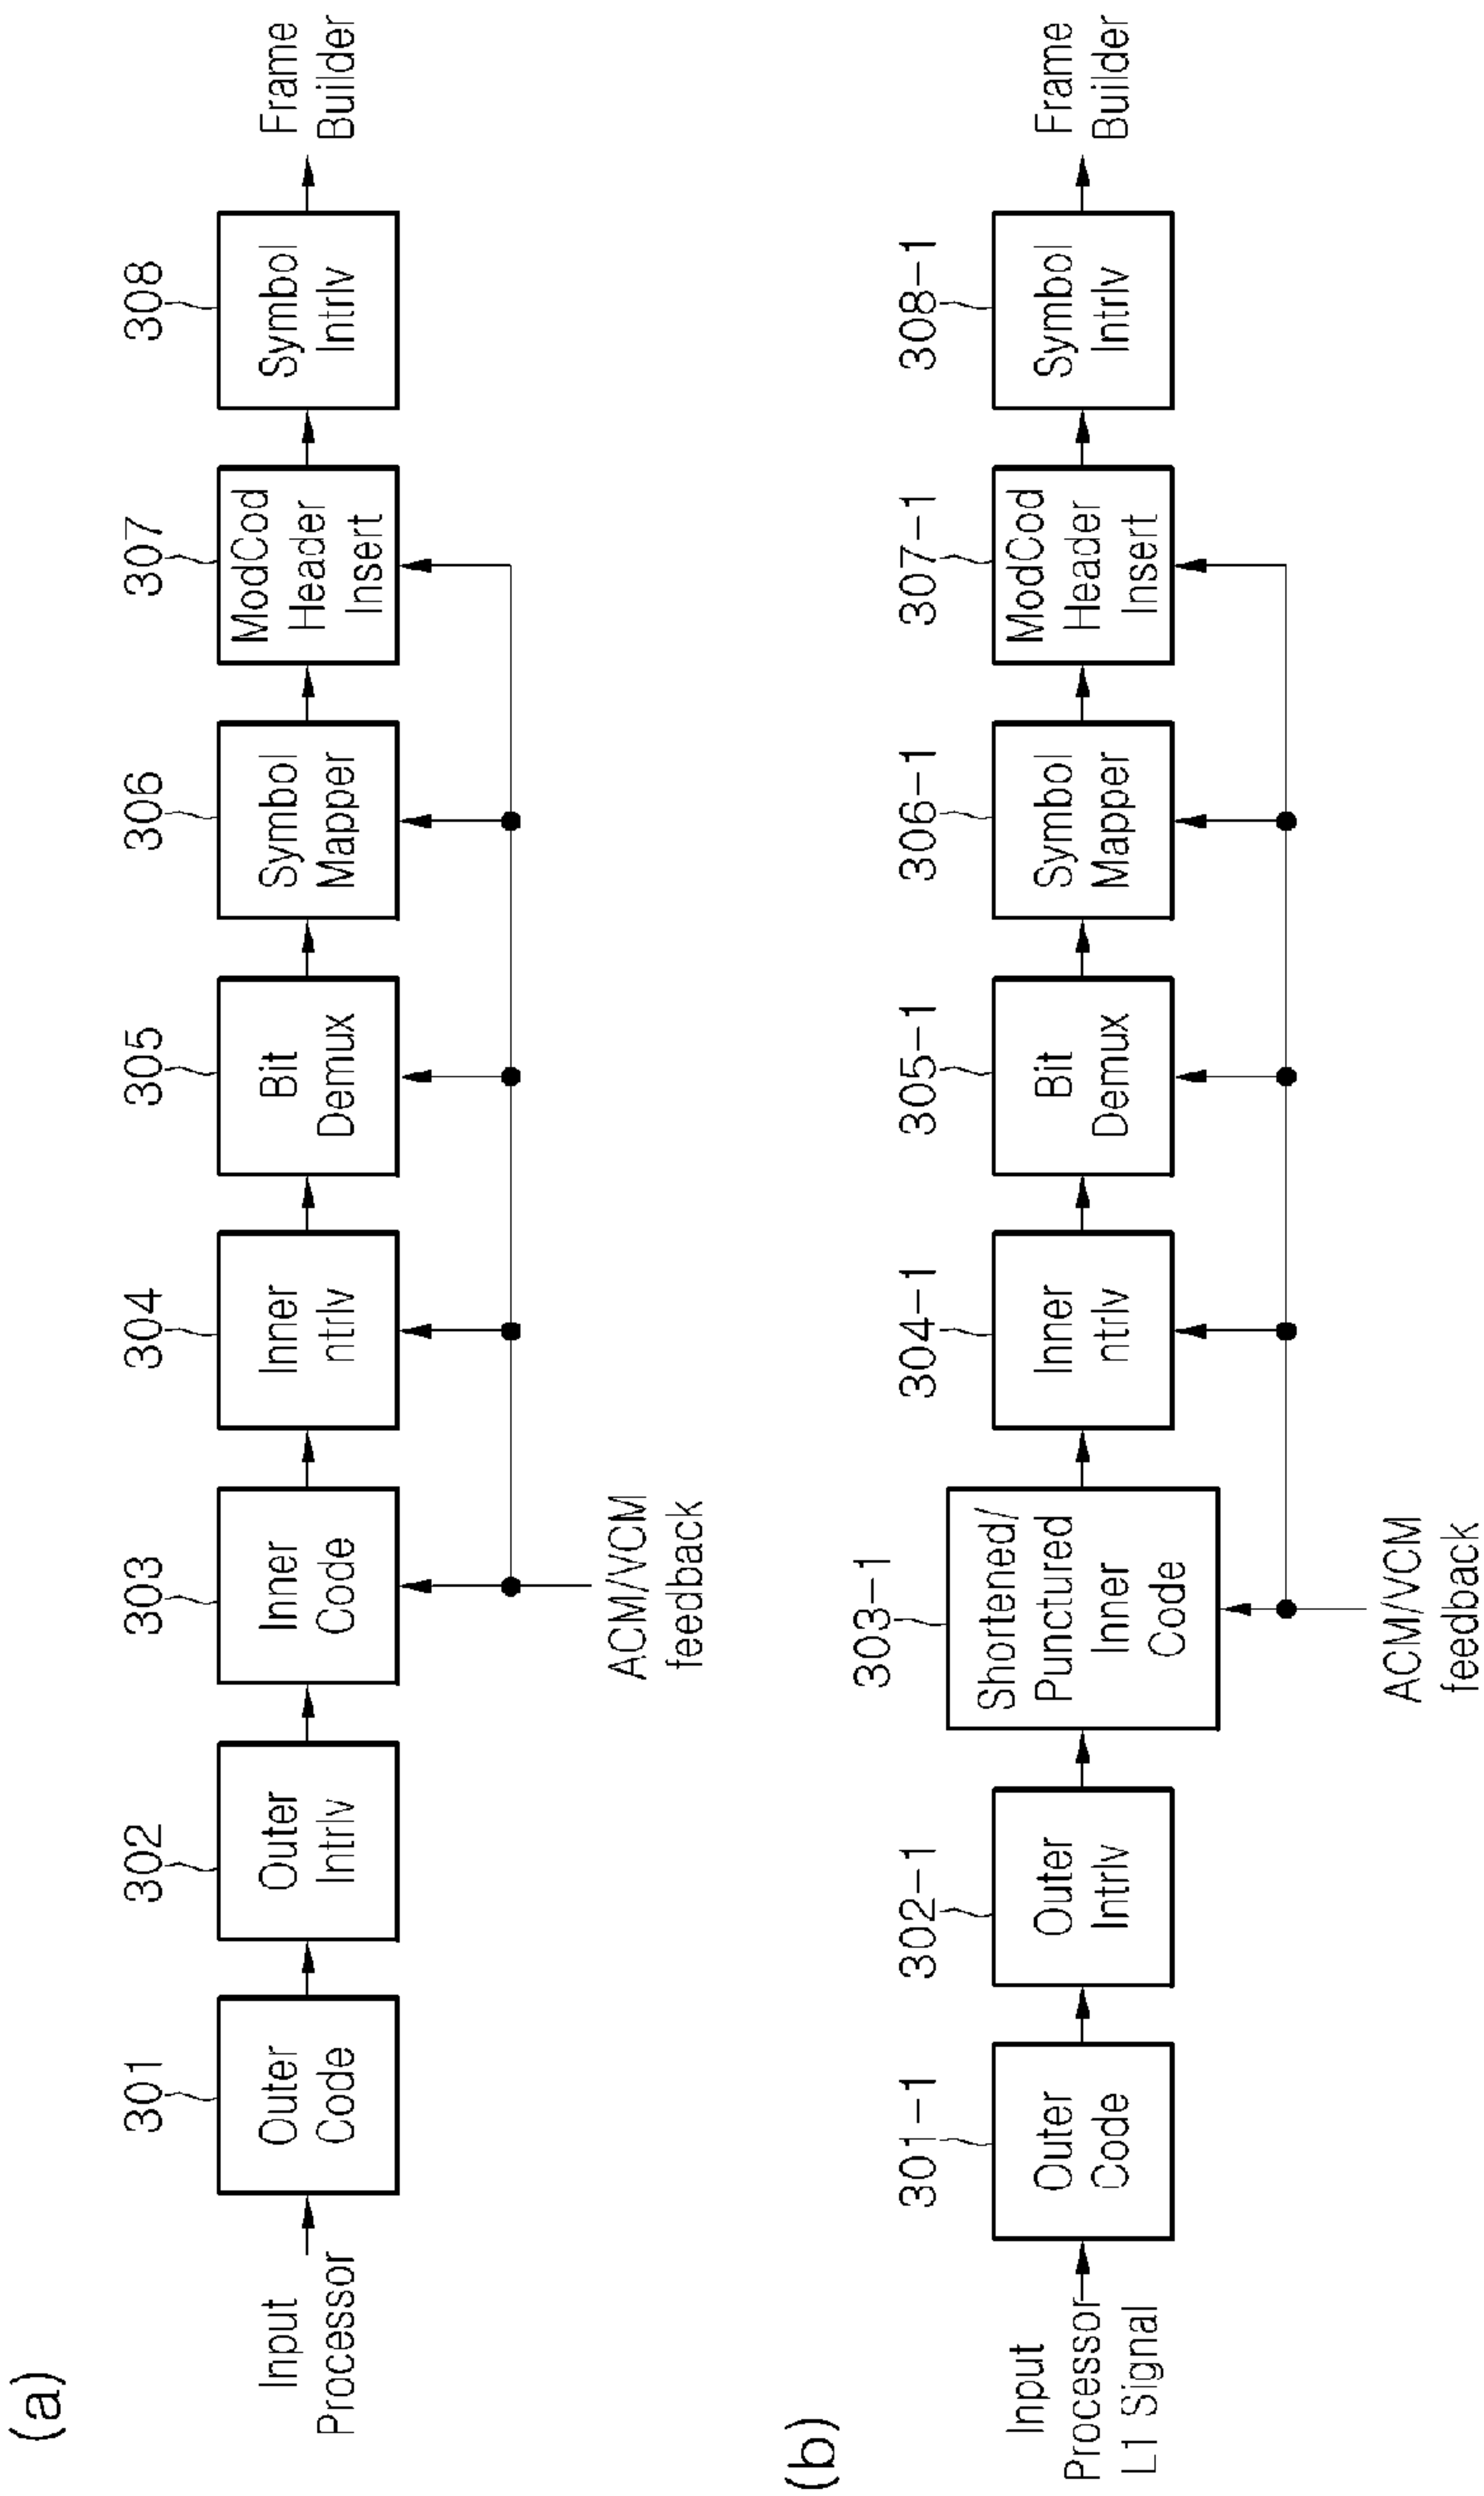 (a)
301
302
303
304
305
306
307
308
Input
Processor
Outer
Code
Outer
Intrlv
Inner
Code
Inner
ntrlv
Bit
Demux
Symbol
Mapper
ModCod
Header
Insert
Symbol
Intrlv
Frame
Builder
ACM/VCM
feedback
(b)
301-1
302-1
303-1
304-1
305-1
306-1
307-1
308-1
Input
Processor
L1 Signal
Outer
Code
Outer
Intrlv
Shortened/
Punctured
Inner
Code
Inner
ntrlv
Bit
Demux
Symbol
Mapper
ModCod
Header
Insert
Symbol
Intrlv
Frame
Builder
ACM/VCM
feedback